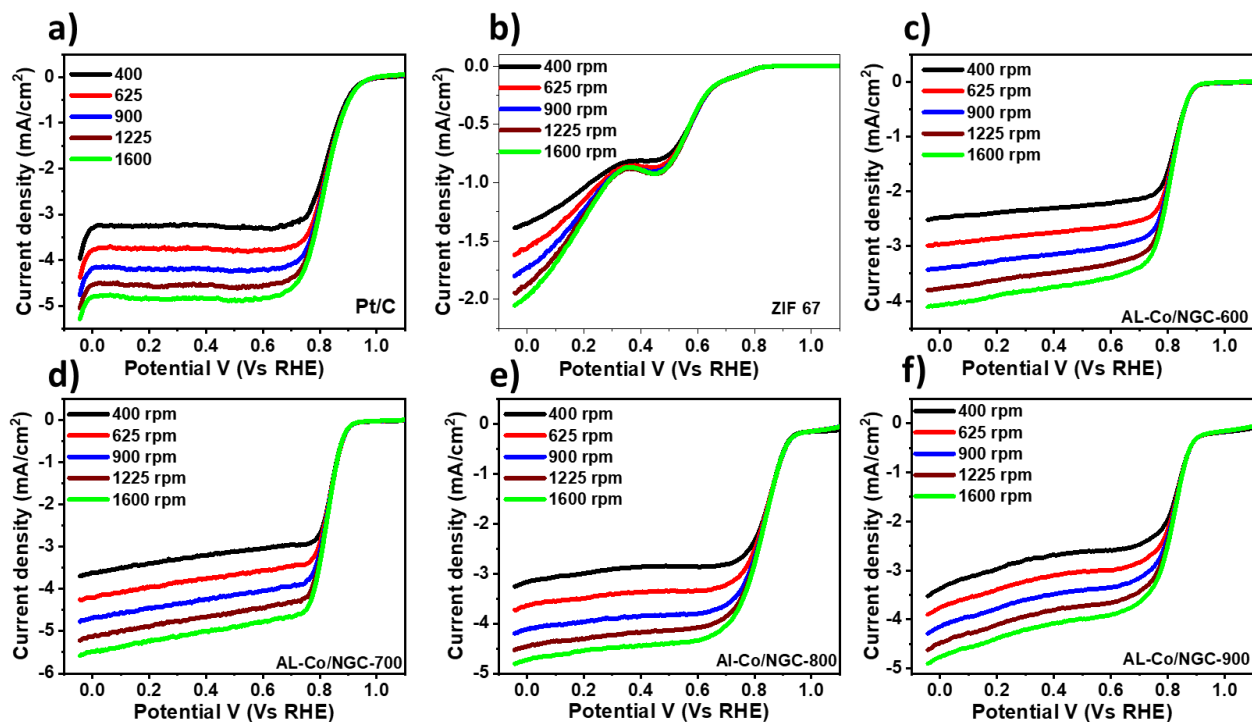 a)
Current density (mA/cm²)
0
-1
-2
-3
-4
-5
400
625
900
1225
1600
Pt/C
0.0 0.2 0.4 0.6 0.8 1.0
Potential V (Vs RHE)
b)
Current density (mA/cm²)
0.0
-0.5
-1.0
-1.5
-2.0
400 rpm
625 rpm
900 rpm
1225 rpm
1600 rpm
ZIF 67
0.0 0.2 0.4 0.6 0.8 1.0
Potential V (Vs RHE)
c)
Current density (mA/cm²)
0
-1
-2
-3
-4
400 rpm
625 rpm
900 rpm
1225 rpm
1600 rpm
AL-Co/NGC-600
0.0 0.2 0.4 0.6 0.8 1.0
Potential V (Vs RHE)
d)
Current density (mA/cm²)
0
-1
-2
-3
-4
-5
-6
400 rpm
625 rpm
900 rpm
1225 rpm
1600 rpm
AL-Co/NGC-700
0.0 0.2 0.4 0.6 0.8 1.0
Potential V (Vs RHE)
e)
Current density (mA/cm²)
0
-1
-2
-3
-4
-5
400 rpm
625 rpm
900 rpm
1225 rpm
1600 rpm
Al-Co/NGC-800
0.0 0.2 0.4 0.6 0.8 1.0
Potential V (Vs RHE)
f)
Current density (mA/cm²)
0
-1
-2
-3
-4
-5
400 rpm
625 rpm
900 rpm
1225 rpm
1600 rpm
AL-Co/NGC-900
0.0 0.2 0.4 0.6 0.8 1.0
Potential V (Vs RHE)